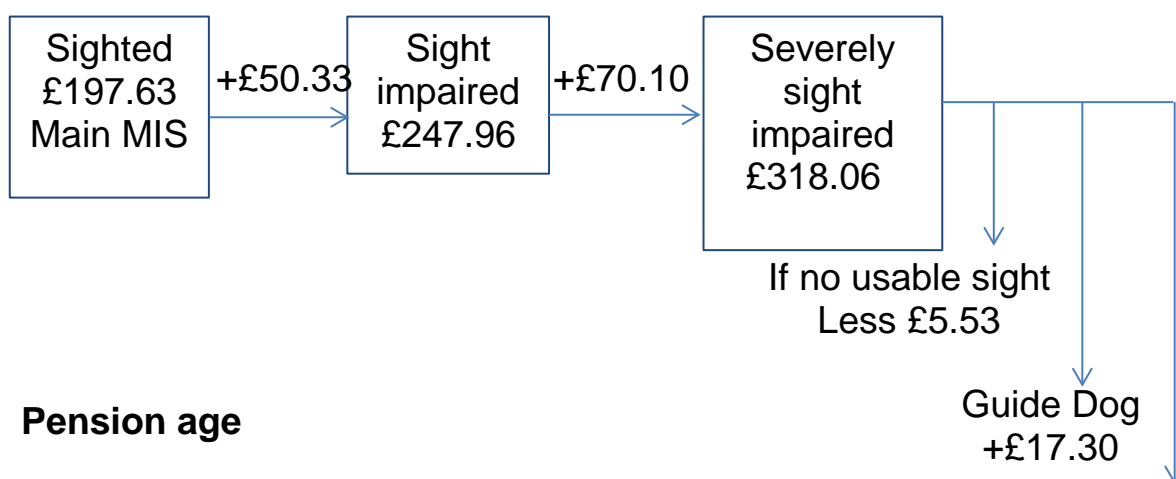 Sighted
£197.63
Main MIS
+£50.33
Sight
impaired
£247.96
+£70.10
Severely
sight
impaired
£318.06
If no usable sight
Less £5.53
Guide Dog
+£17.30
Pension age